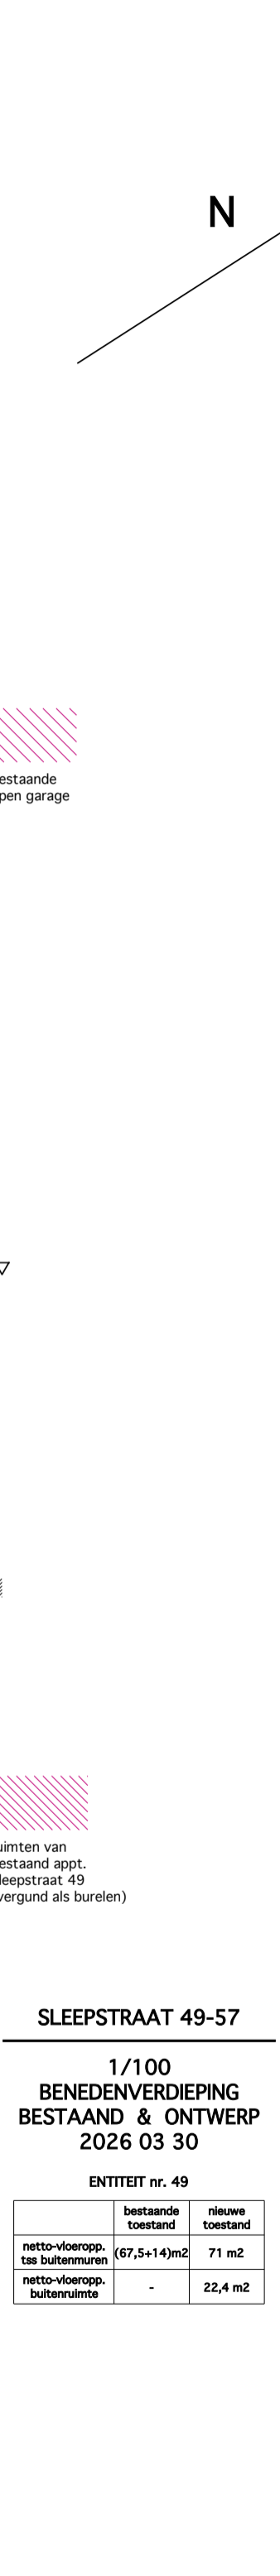 N
estaande
pen garage
uimten van
estaand appt.
leepstraat 49
vergund als burelen)
SLEEPSTRAAT 49-57
1/100
BENEDENVERDIEPING
BESTAAND & ONTWERP
2026 03 30
ENTITEIT nr. 49
bestaande toestand nieuwe toestand
netto-vloeropp. tss buitenmuren (67,5+14)m2 71 m2
netto-vloeropp. buitenruimte - 22,4 m2